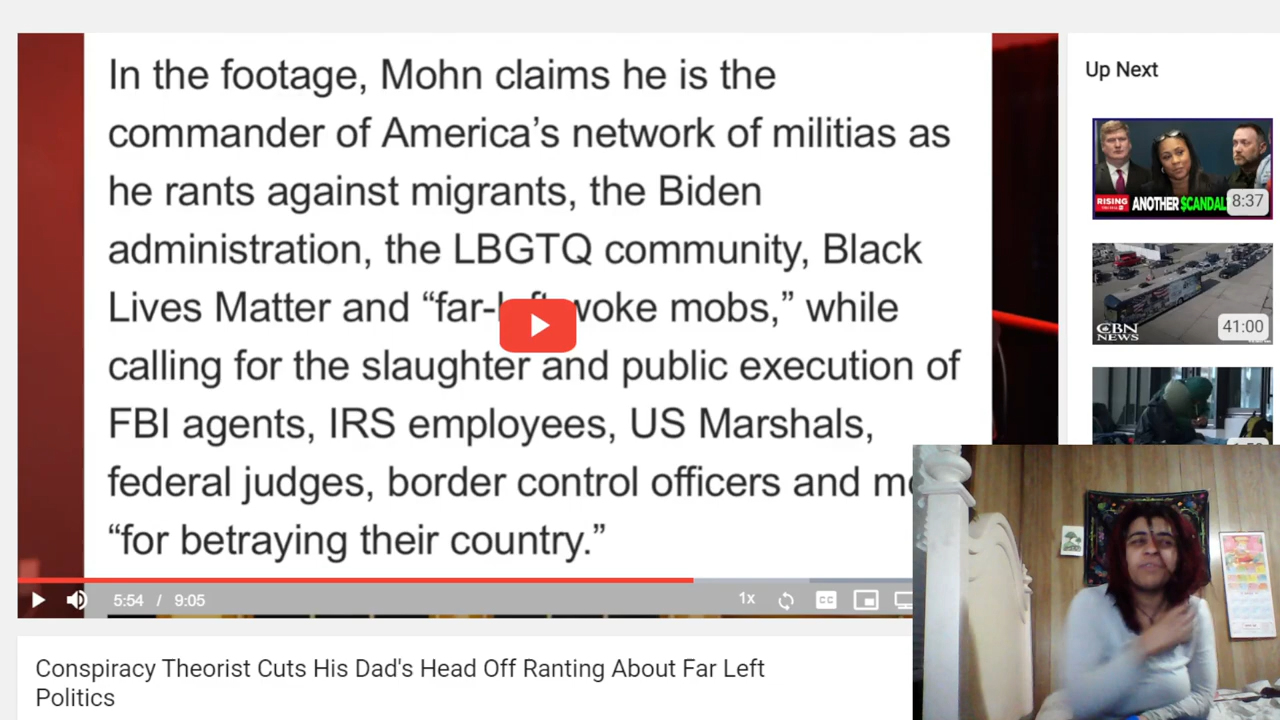 In the footage, Mohn claims he is the
commander of America's network of militias as
he rants against migrants, the Biden
administration, the LBGTQ community, Black
Lives Matter and “far-left woke mobs,” while
calling for the slaughter and public execution of
FBI agents, IRS employees, US Marshals,
federal judges, border control officers and
“for betraying their country.”
5:54 / 9:05
1x
CC
Conspiracy Theorist Cuts His Dad's Head Off Ranting About Far Left
Politics
Up Next
RISING
ANOTHER $CANDAL
8:37
CBN
NEWS
41:00